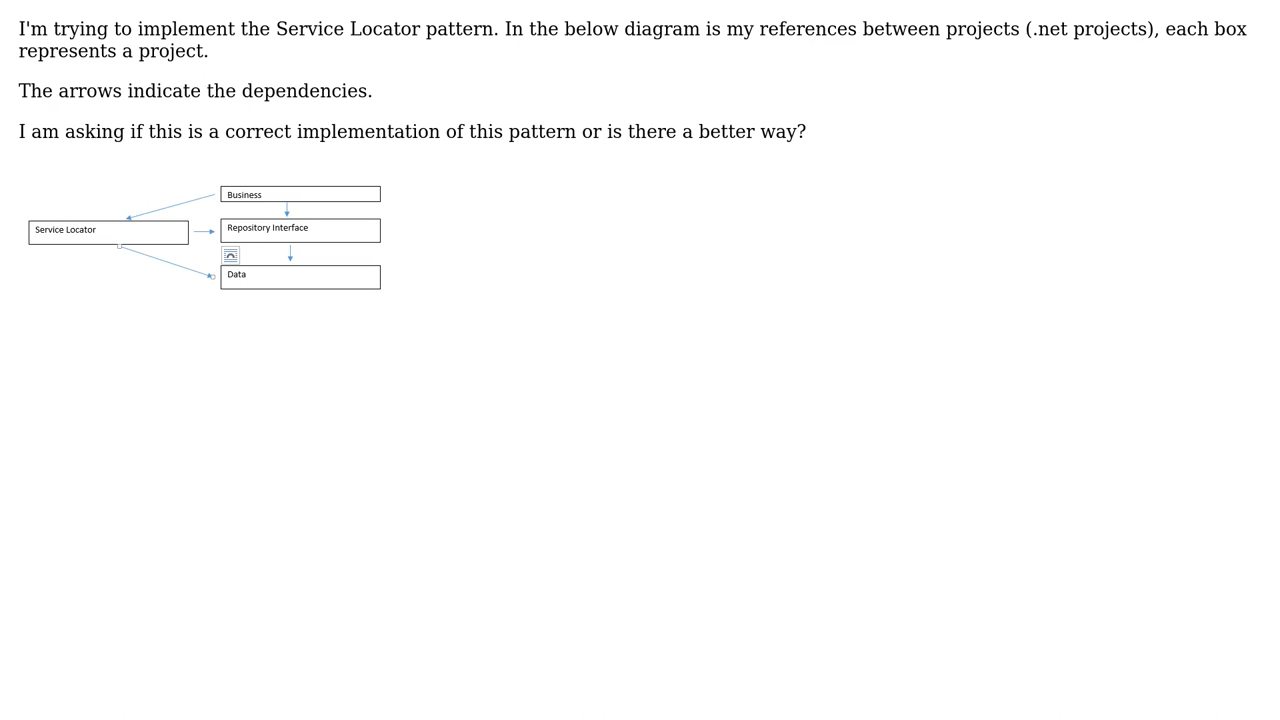 I'm trying to implement the Service Locator pattern. In the below diagram is my references between projects (.net projects), each box
represents a project.
The arrows indicate the dependencies.
I am asking if this is a correct implementation of this pattern or is there a better way?
Business
Service Locator
Repository Interface
Data